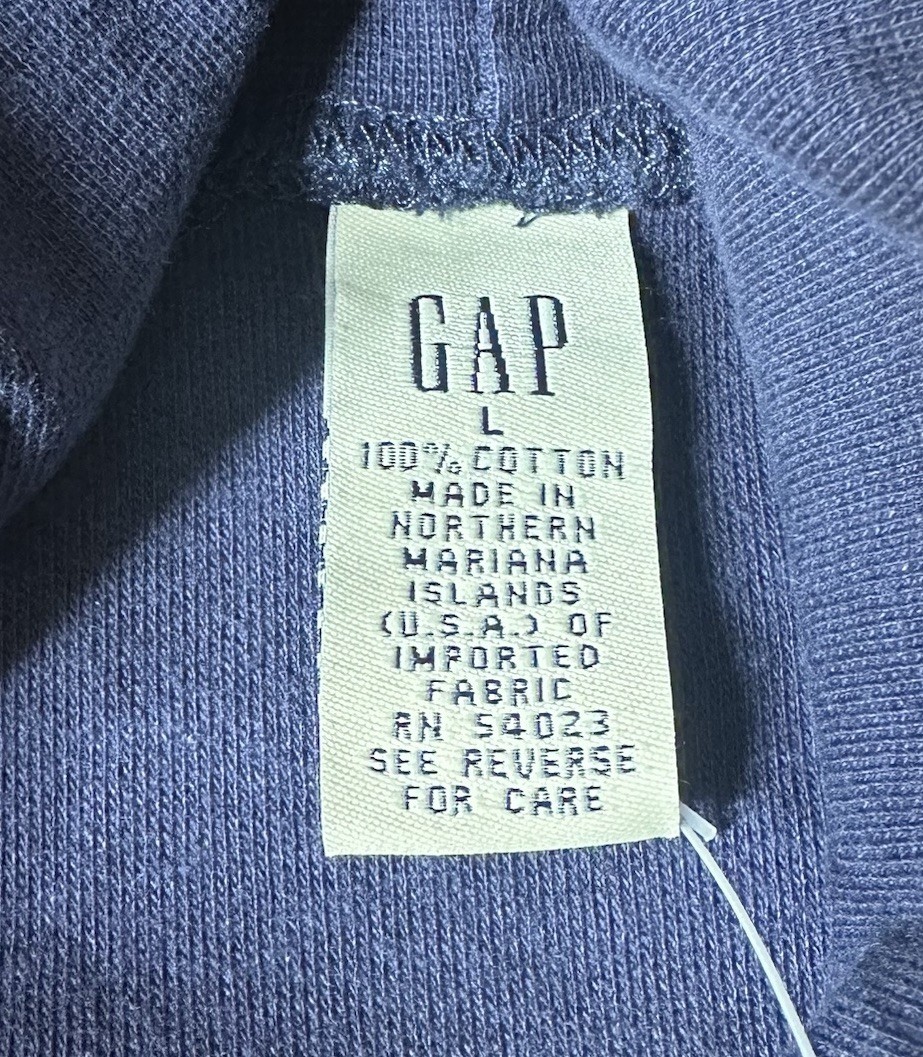 GAP
L
100% COTTON
MADE IN
NORTHERN
MARIANA
ISLANDS
(U.S.A.) OF
IMPORTED
FABRIC
RN 54023
SEE REVERSE
FOR CARE